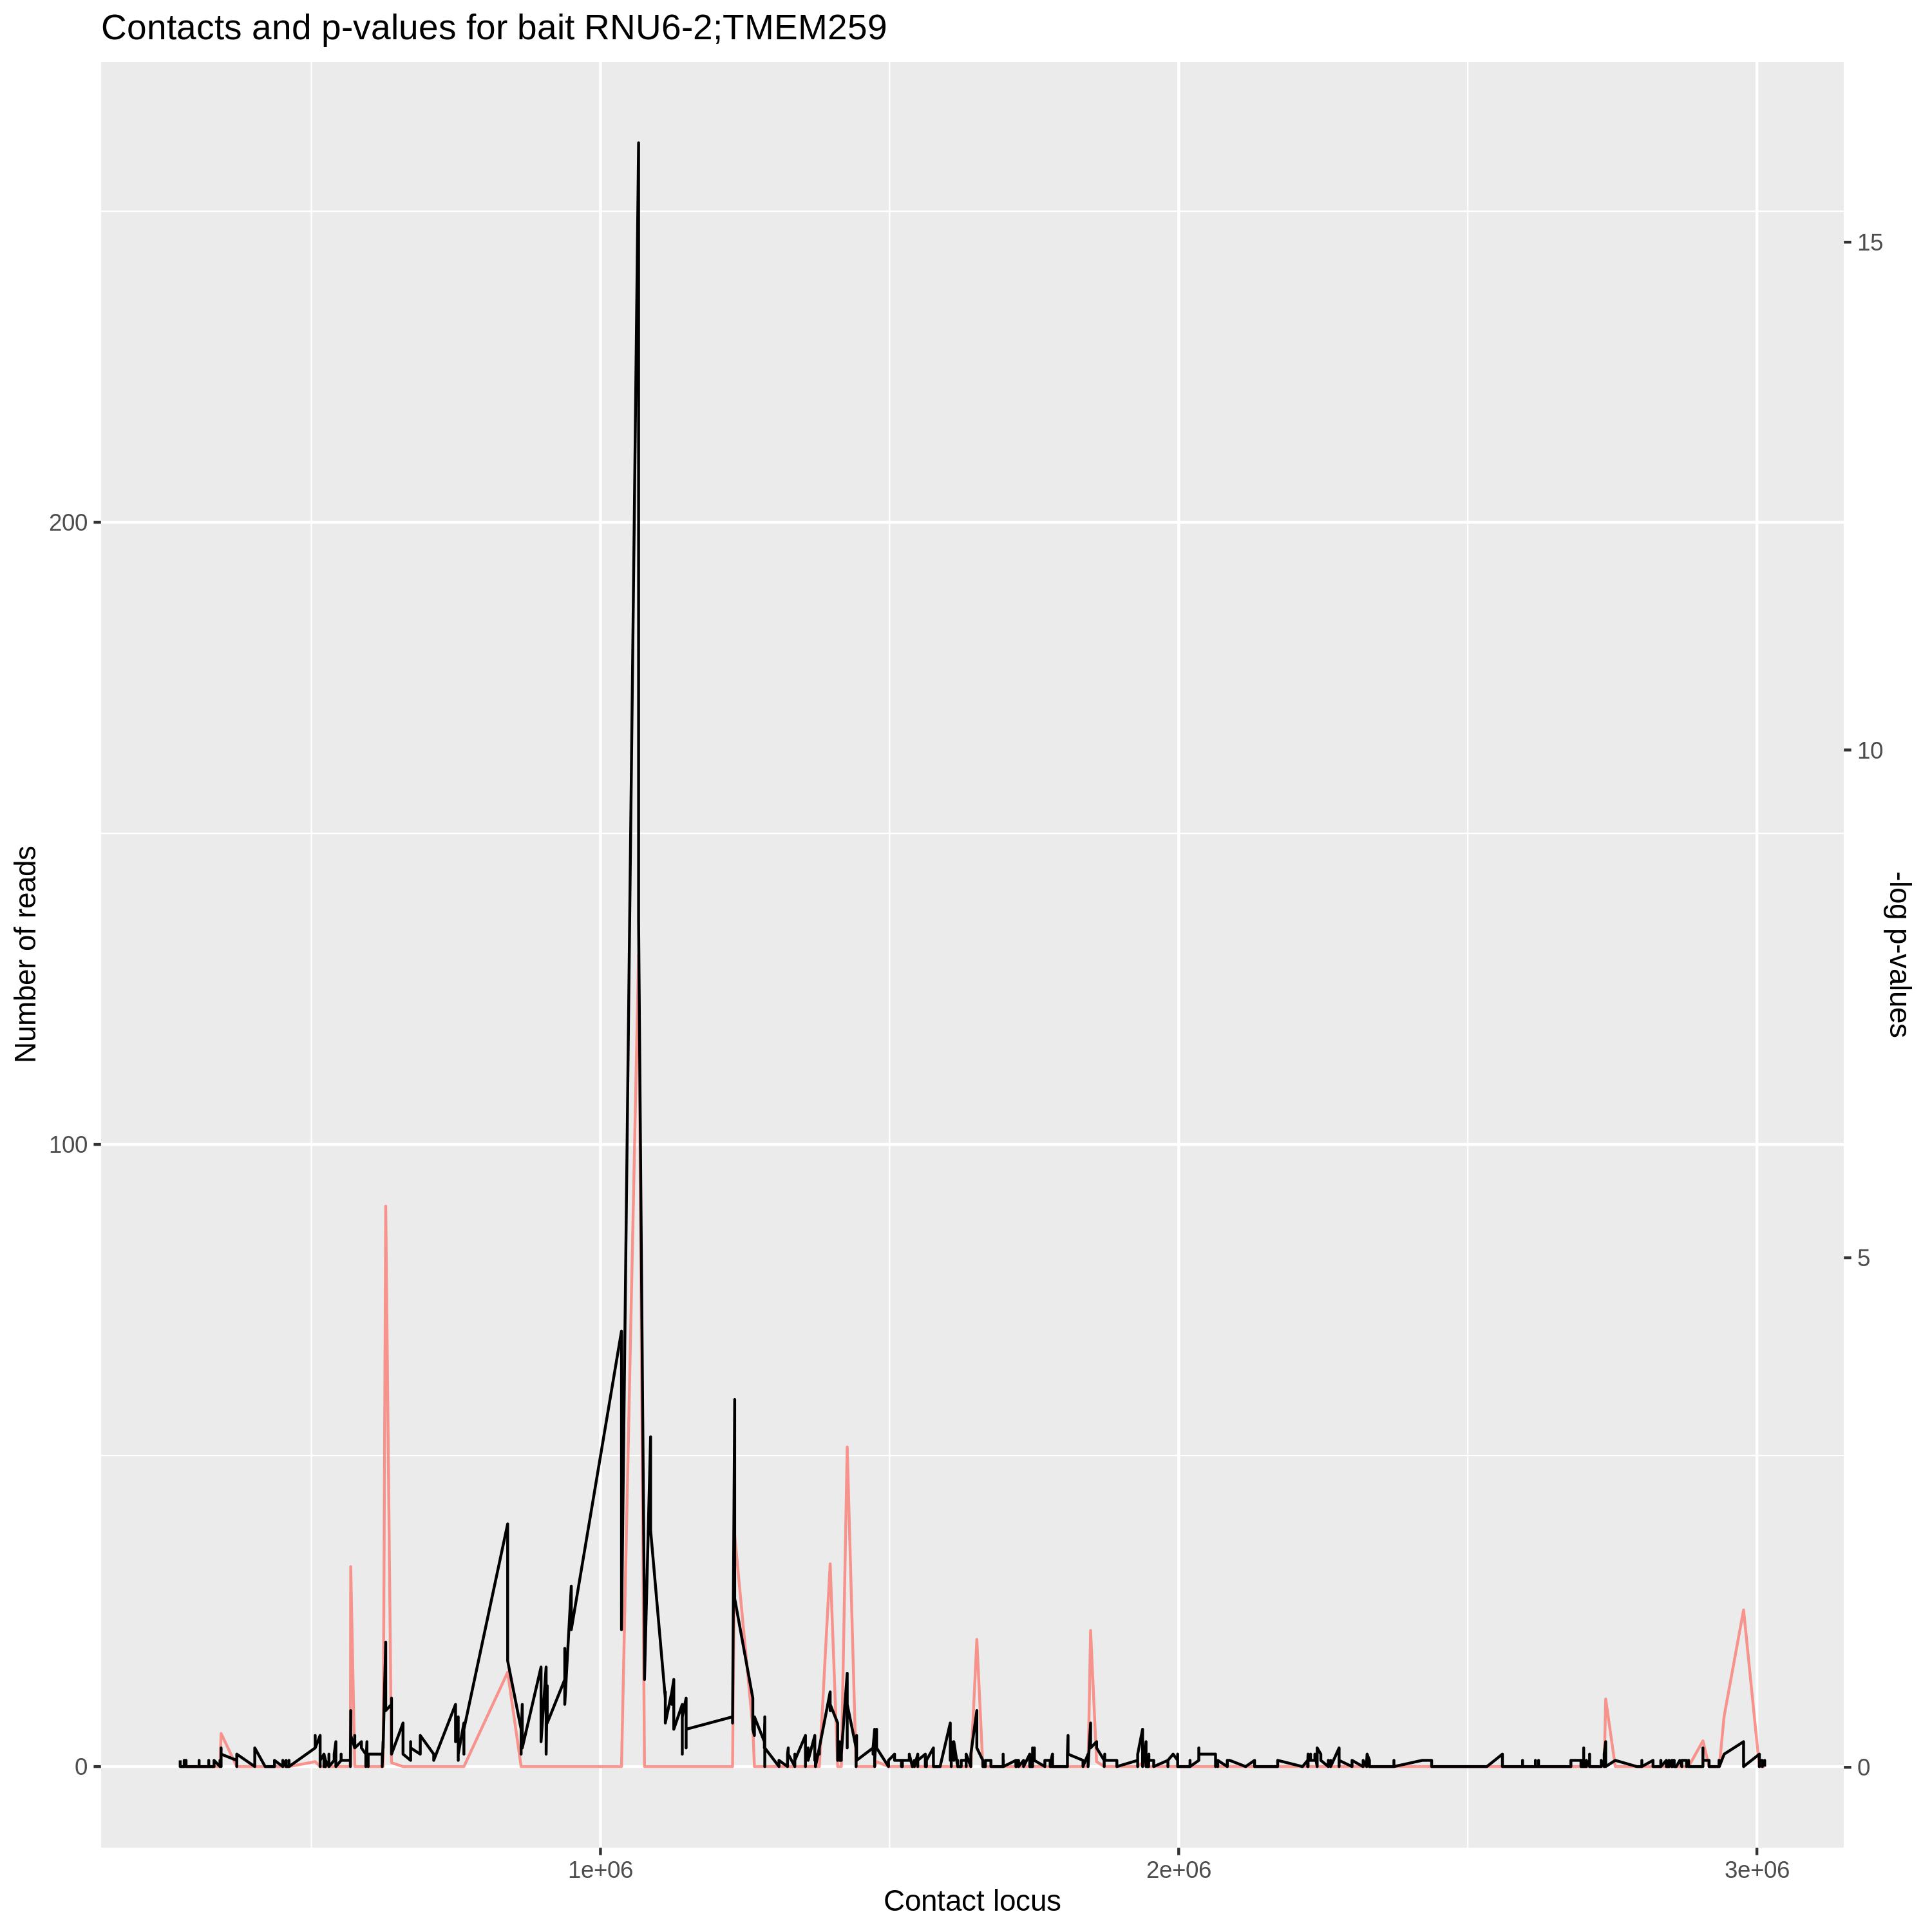 Contacts and p-values for bait RNU6-2;TMEM259
Number of reads
200
100
0
15
10
5
0
-log p-values
1e+06
2e+06
3e+06
Contact locus